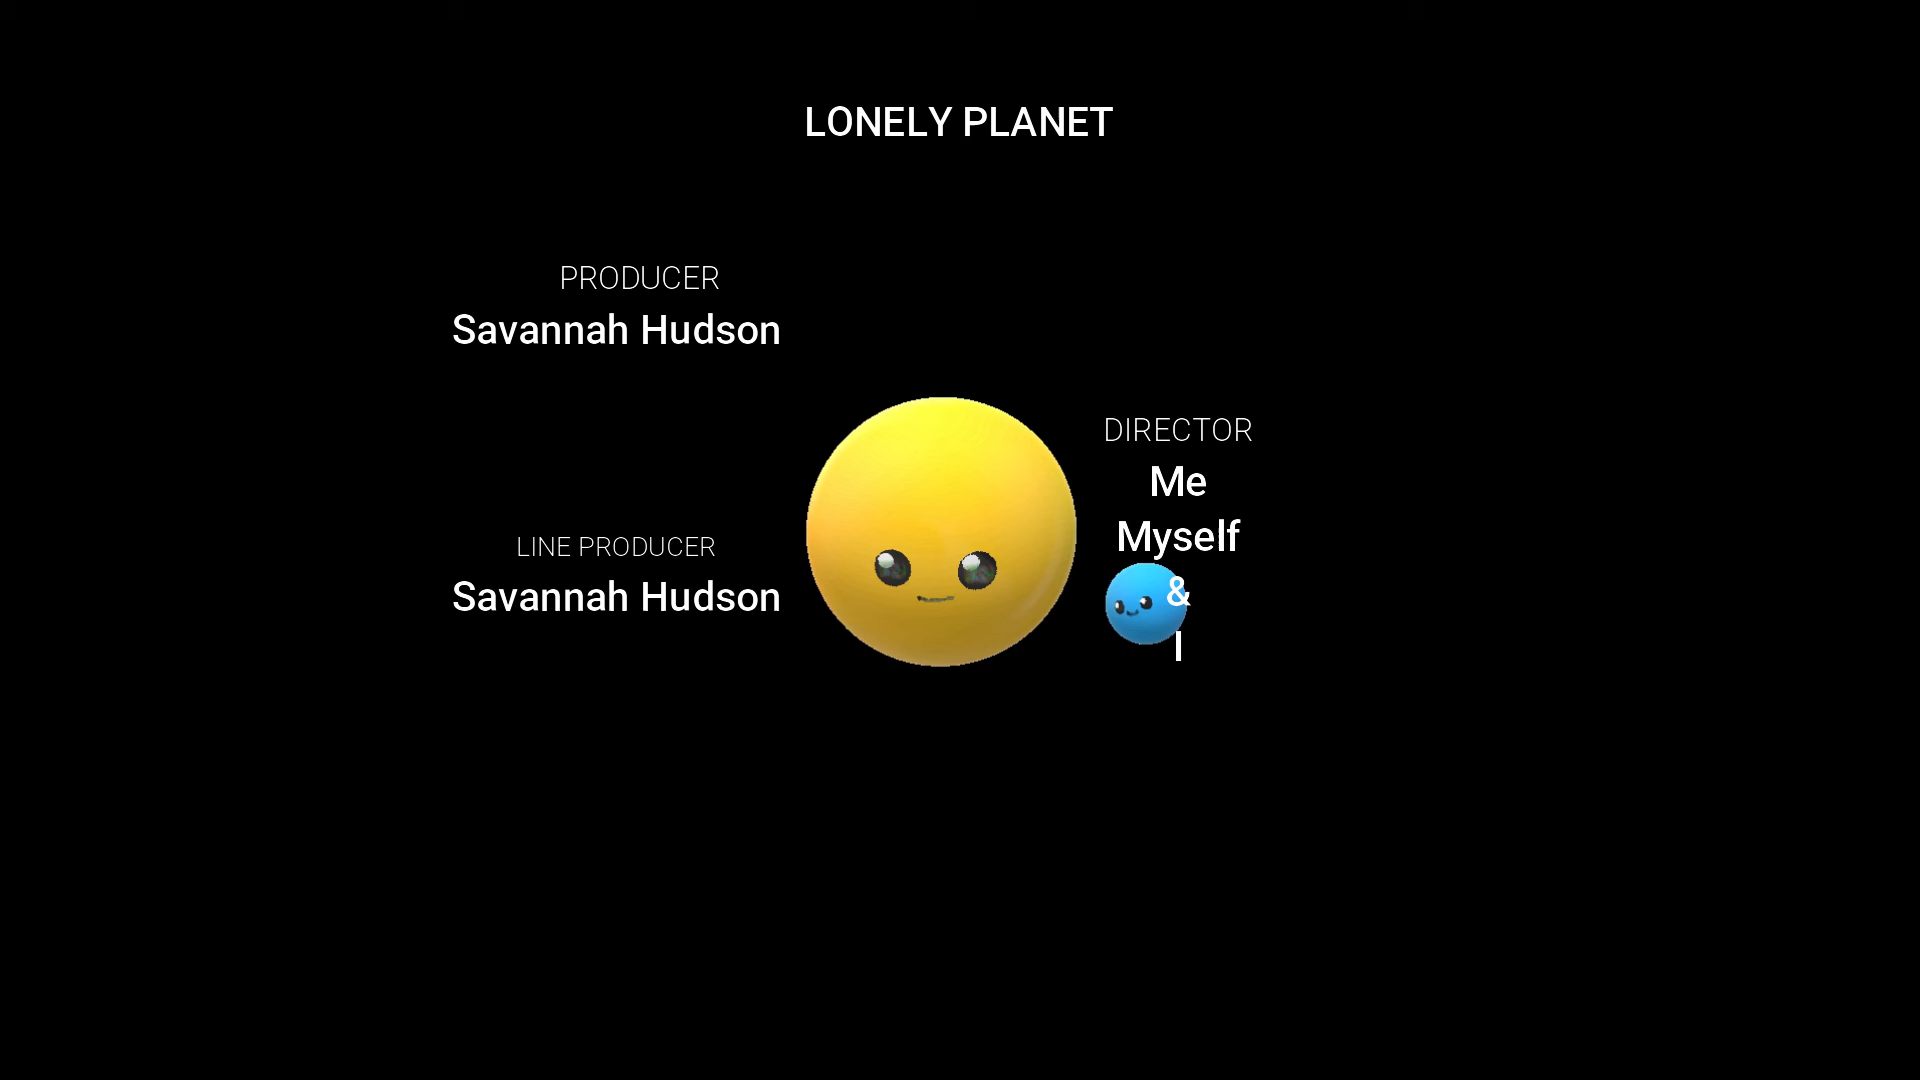 LONELY PLANET
PRODUCER
Savannah Hudson
LINE PRODUCER
Savannah Hudson
DIRECTOR
Me
Myself
&
I